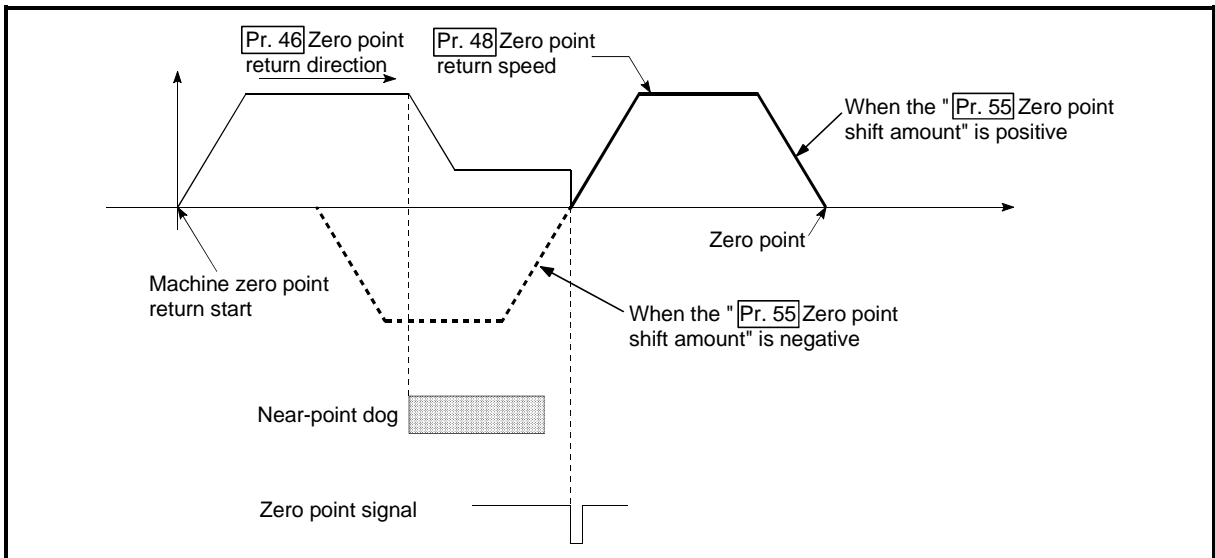 Pr. 46 Zero point
return direction
Pr. 48 Zero point
return speed
When the " Pr. 55 Zero point
shift amount" is positive
Zero point
Machine zero point
return start
When the " Pr. 55 Zero point
shift amount" is negative
Near-point dog
Zero point signal